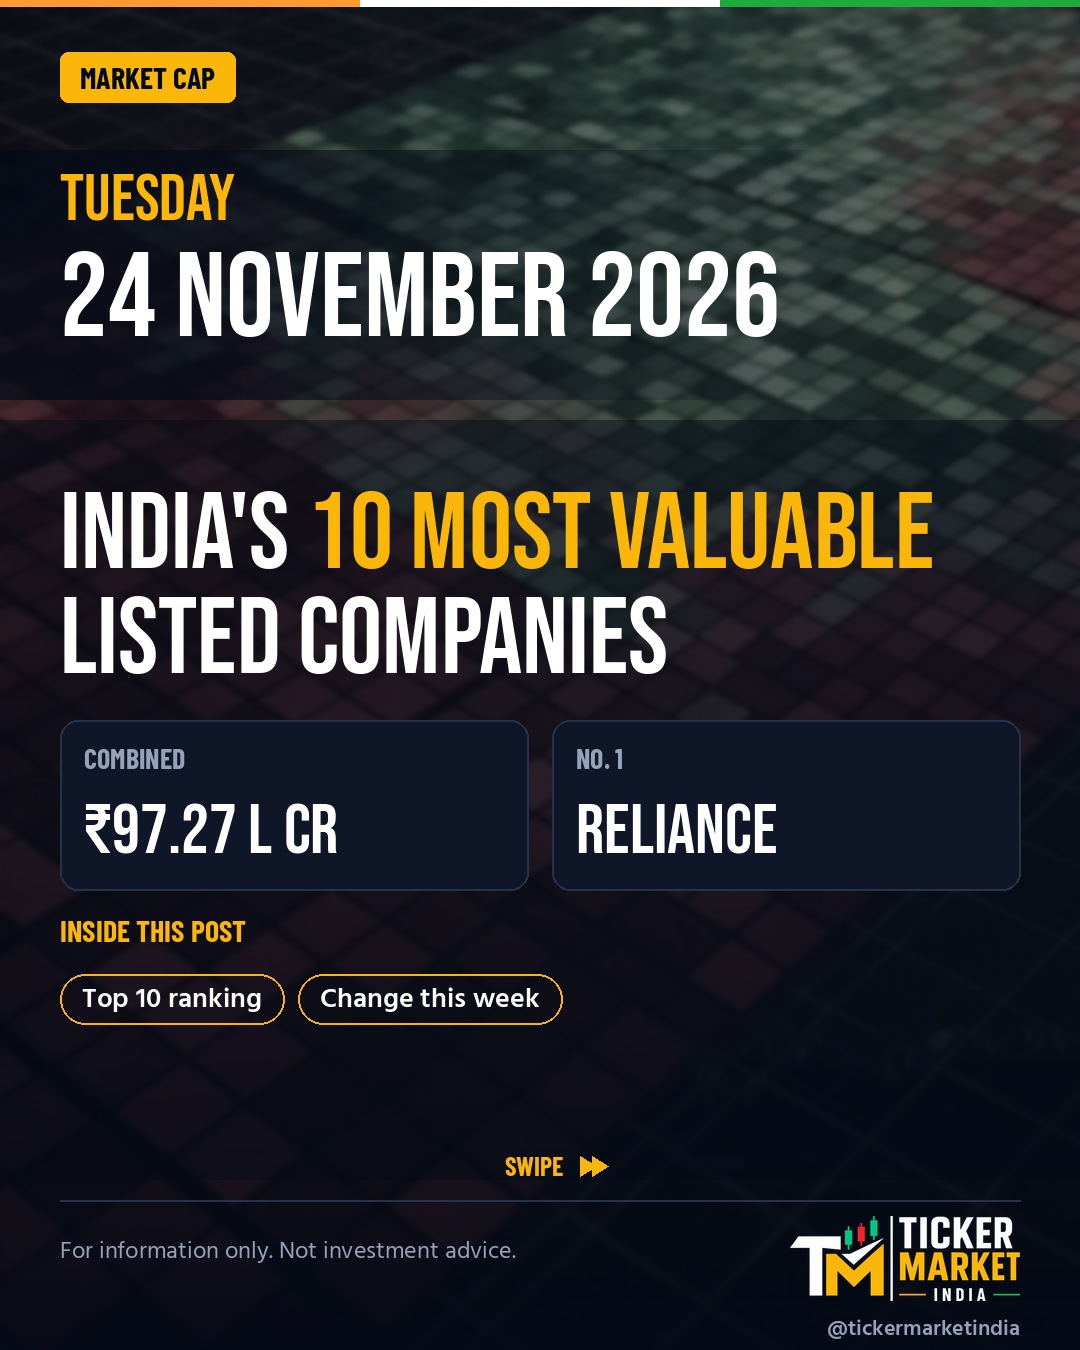 MARKET CAP
TUESDAY
24 NOVEMBER 2026
INDIA'S 10 MOST VALUABLE
LISTED COMPANIES
COMBINED
₹97.27 L CR
NO. 1
RELIANCE
INSIDE THIS POST
Top 10 ranking
Change this week
SWIPE
For information only. Not investment advice.
TM
TICKER
MARKET
INDIA
@tickermarketindia